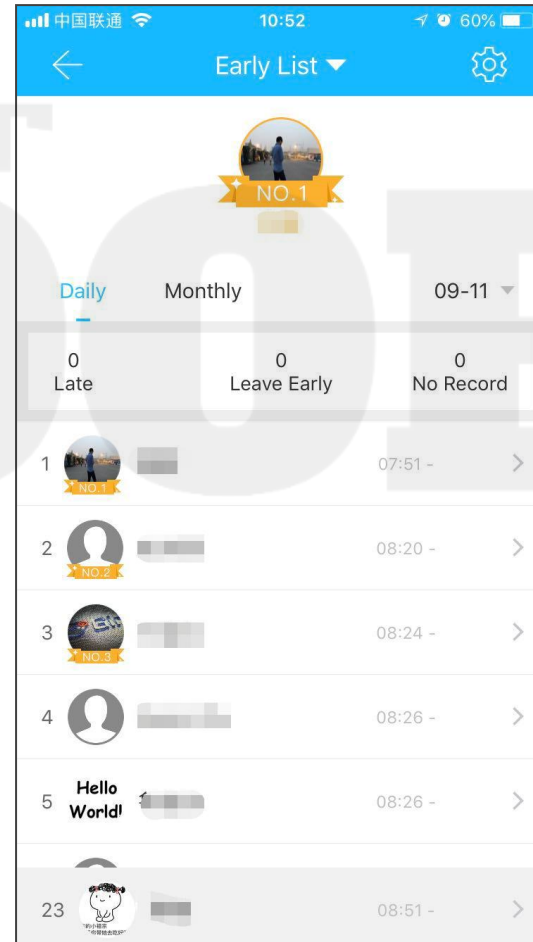 中国联通 10:52 60%
Early List
NO.1
Daily Monthly 09-11
0 0 0
Late Leave Early No Record
1 NO.1 07:51 -
2 NO.2 08:20 -
3 NO.3 08:24 -
4 08:26 -
Hello
5 World! 08:26 -
23 08:51 -